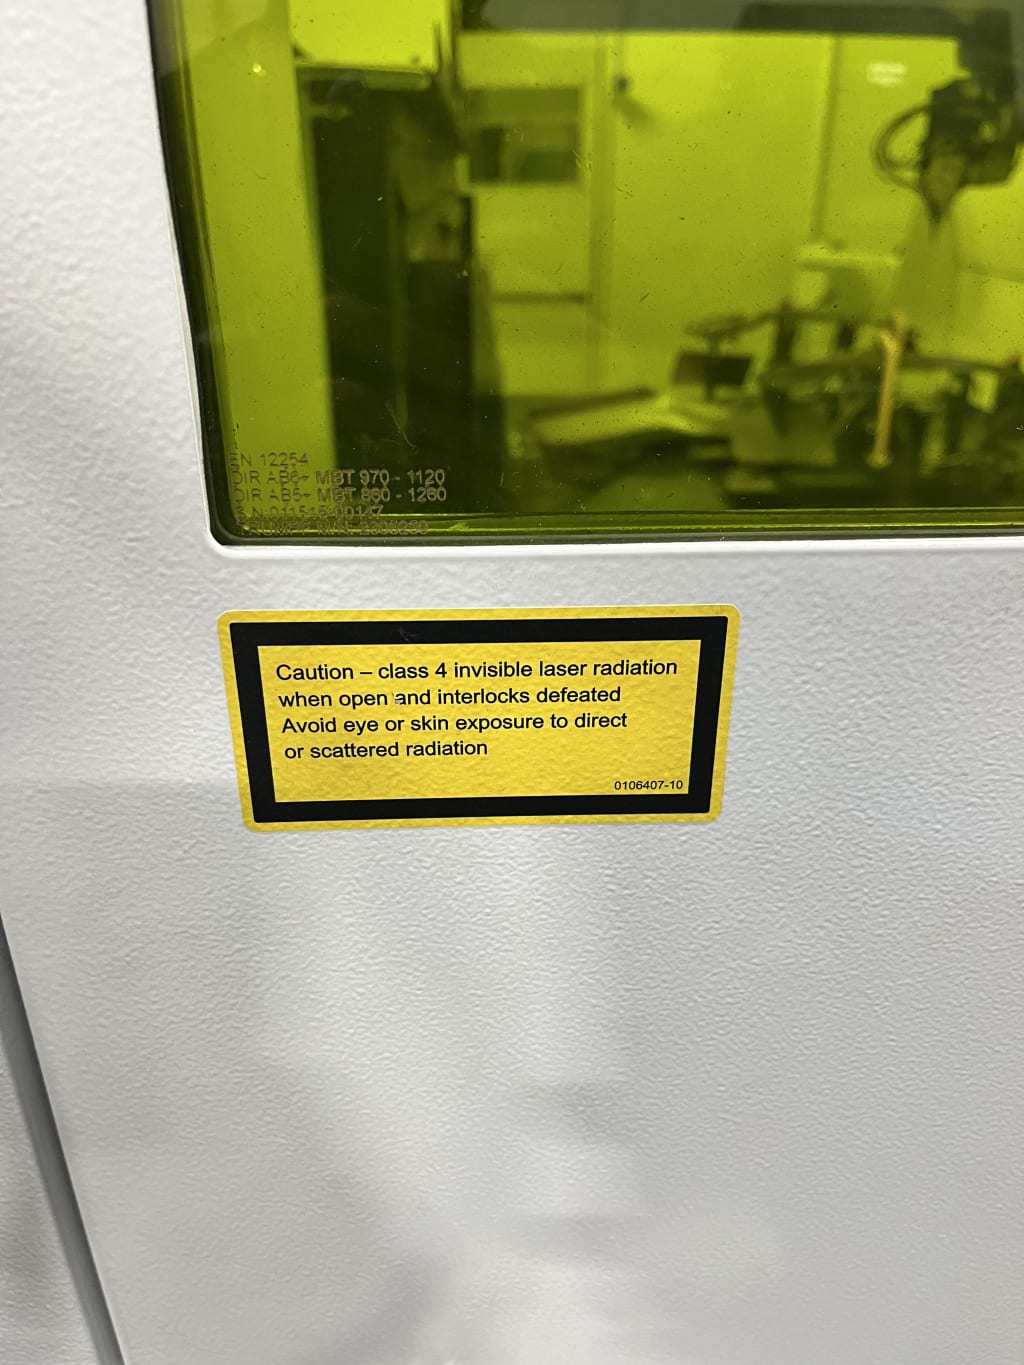 EN 12254
DIR AB6+ MBT 970 - 1120
DIR AB5+ MBT 860 - 1260
Caution – class 4 invisible laser radiation
when open and interlocks defeated
Avoid eye or skin exposure to direct
or scattered radiation
0106407-10